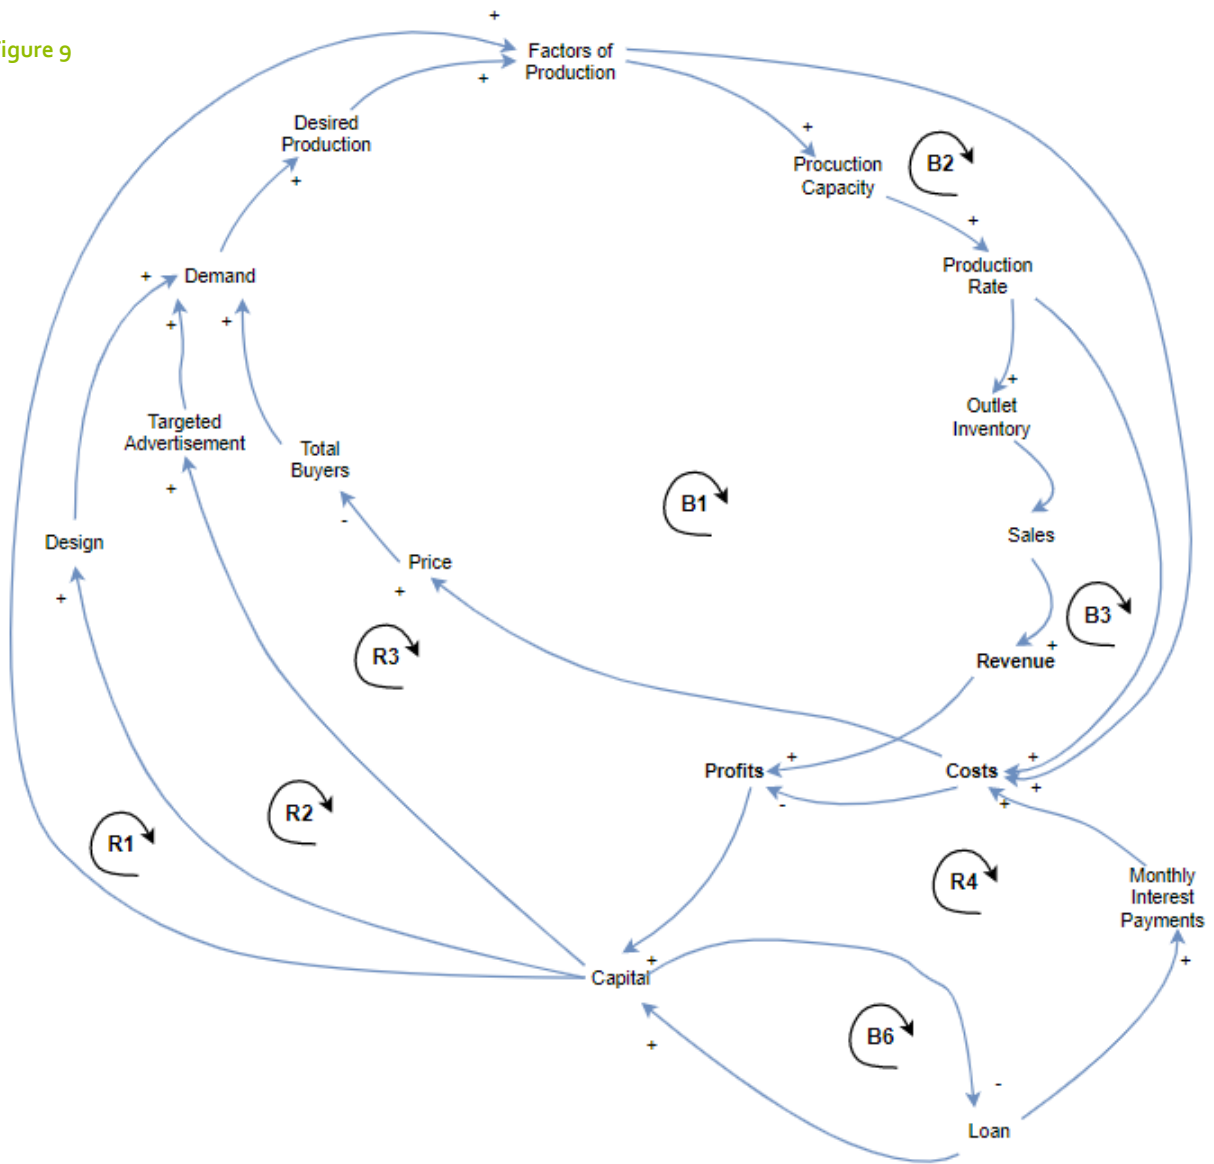 igure 9
+
Factors of
Production
+
Desired
Production
+
+
Procuction
Capacity
B2
+
Production
Rate
+
Demand
+
+
+
Outlet
Inventory
Targeted
Advertisement
Total
Buyers
+
B1
-
Sales
Design
Price
+
+
B3
R3
+
Revenue
+
Profits
Costs
+
+
-
+
R2
R1
R4
Monthly
Interest
Payments
+
Capital
+
B6
+
-
Loan